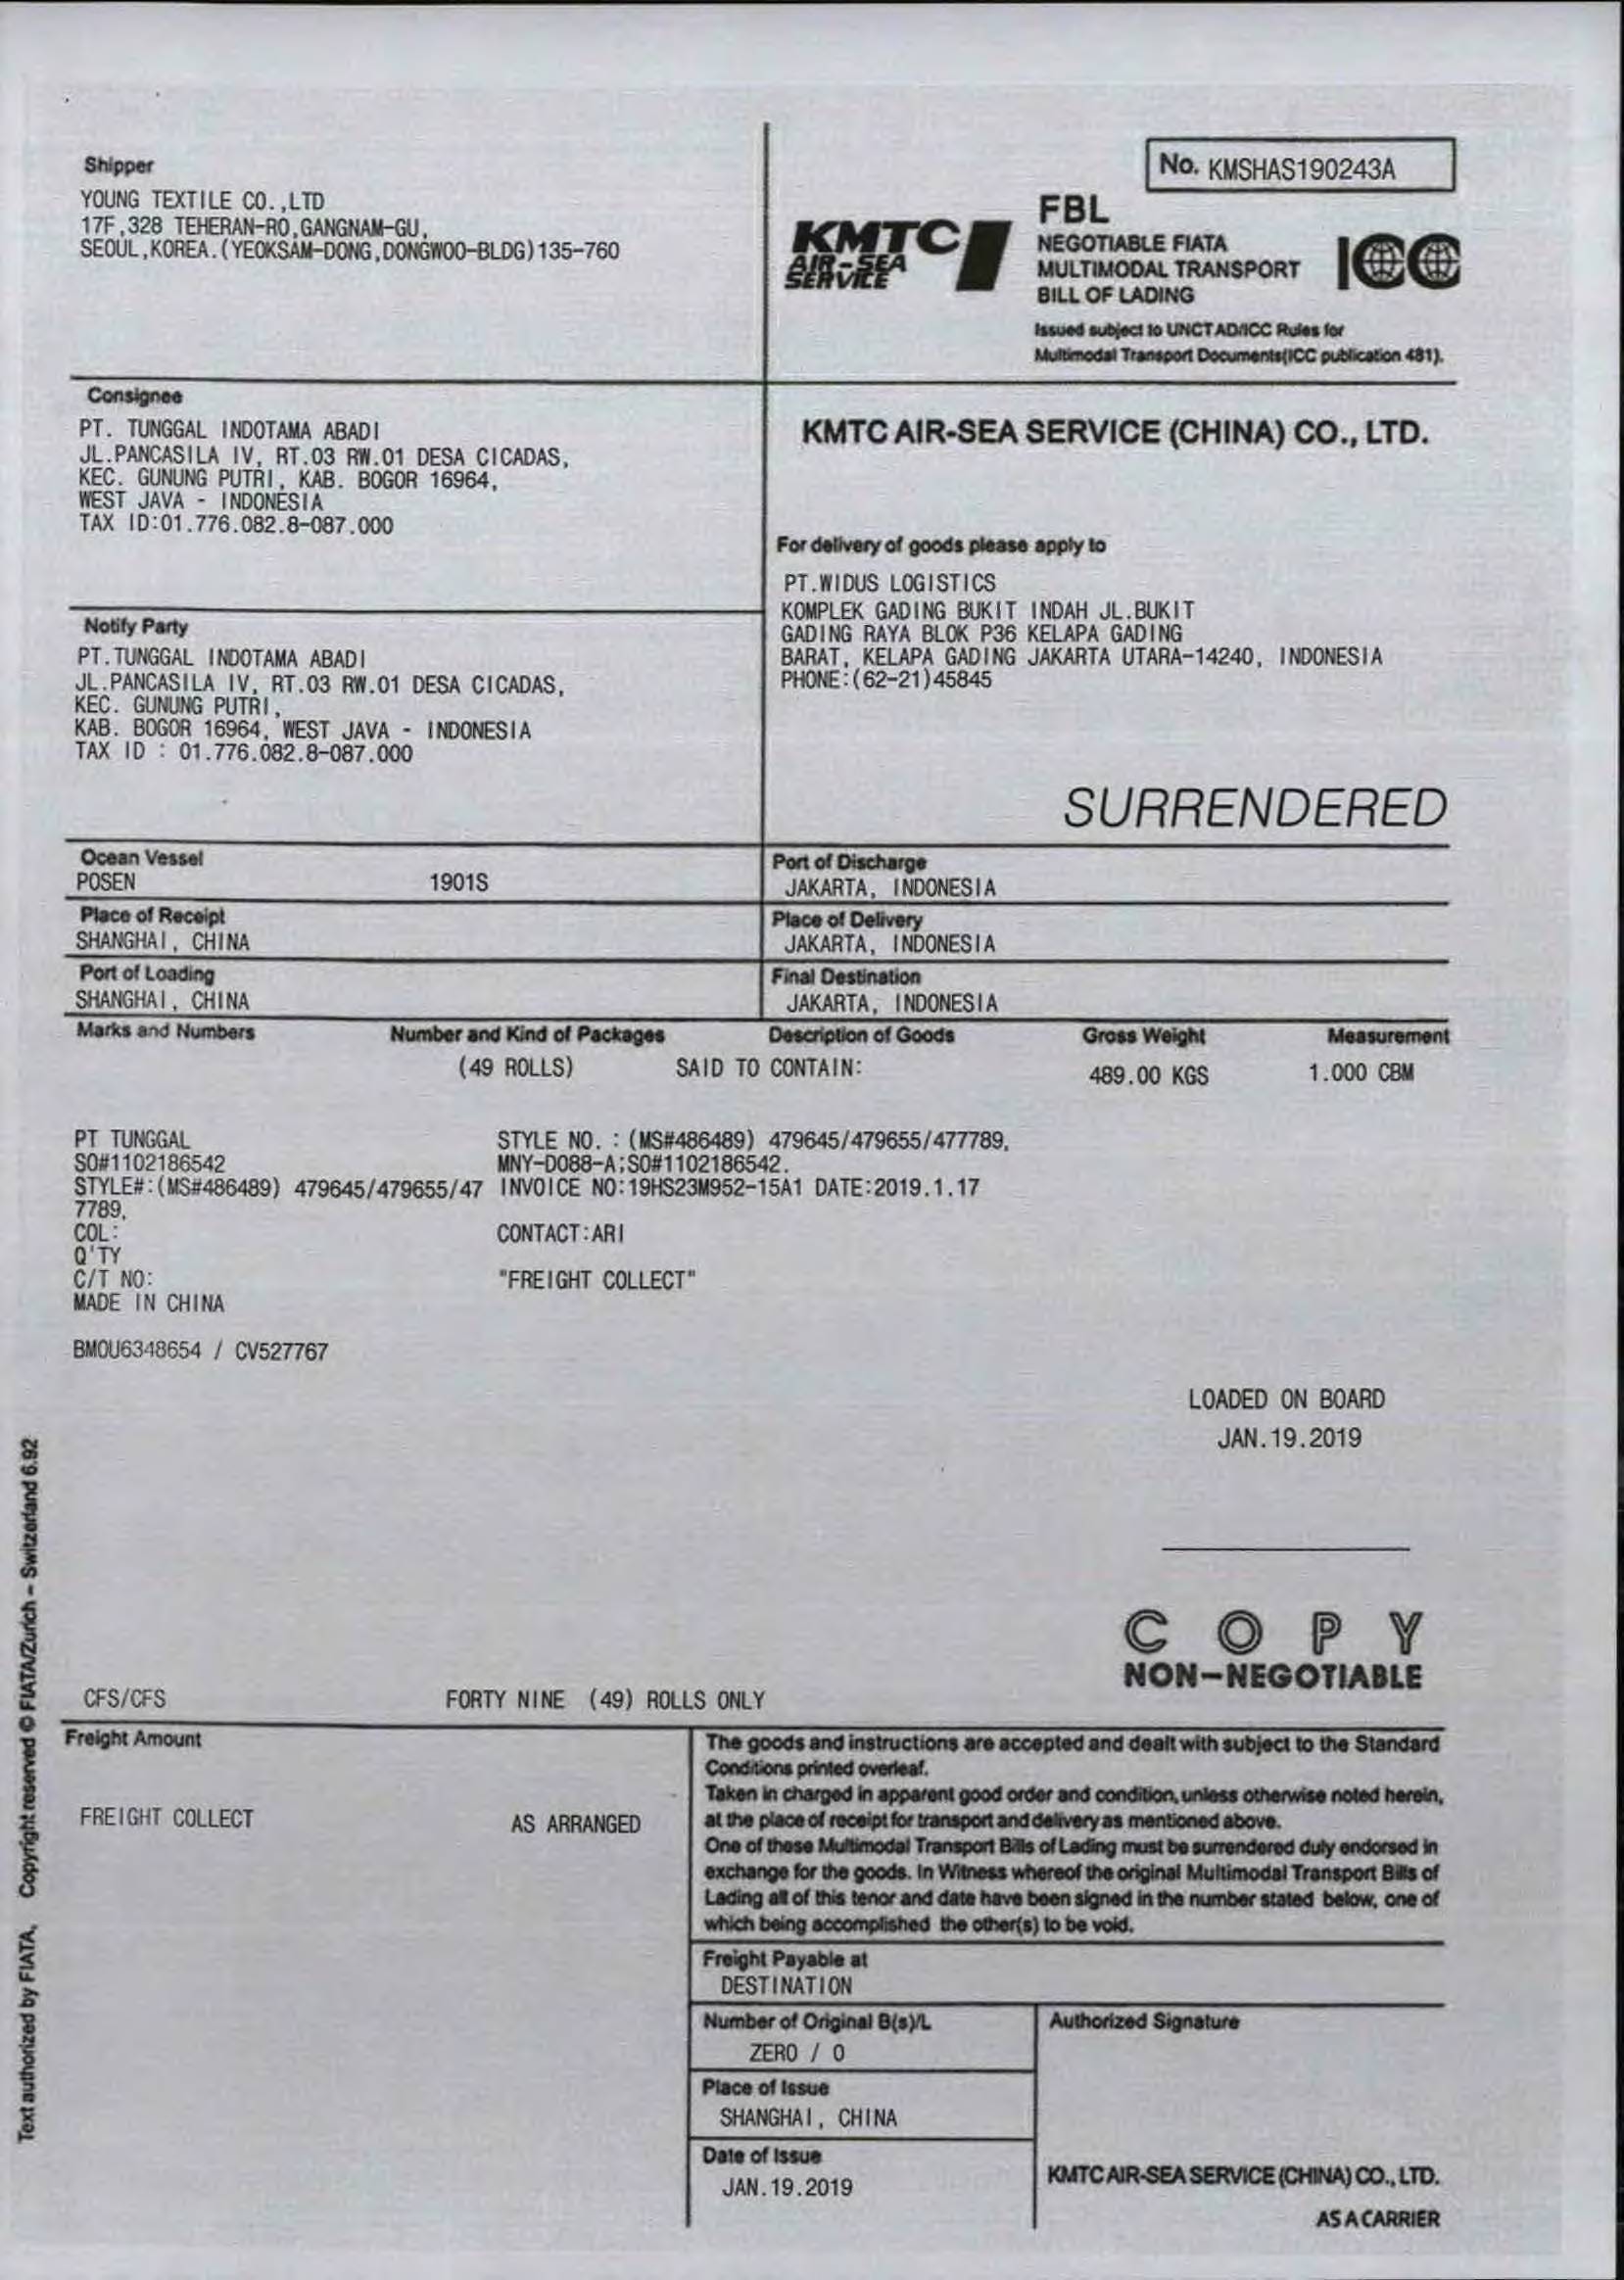 Shipper
YOUNG TEXTILE CO.,LTD
17F,328 TEHERAN-RO,GANGNAM-GU,
SEOUL,KOREA.(YEOKSAM-DONG,DONGWOO-BLDG)135-760
No. KMSHAS190243A
KMTC
AIR-SEA
SERVICE
FBL
NEGOTIABLE FIATA
MULTIMODAL TRANSPORT
BILL OF LADING
ICC
Issued subject to UNCTAD/ICC Rules for
Multimodal Transport Documents(ICC publication 481).
Consignee
PT. TUNGGAL INDOTAMA ABADI
JL.PANCASILA IV, RT.03 RW.01 DESA CICADAS,
KEC. GUNUNG PUTRI, KAB. BOGOR 16964,
WEST JAVA - INDONESIA
TAX ID:01.776.082.8-087.000
KMTC AIR-SEA SERVICE (CHINA) CO., LTD.
For delivery of goods please apply to
PT.WIDUS LOGISTICS
KOMPLEK GADING BUKIT INDAH JL.BUKIT
GADING RAYA BLOK P36 KELAPA GADING
BARAT, KELAPA GADING JAKARTA UTARA-14240, INDONESIA
PHONE:(62-21)45845
Notify Party
PT.TUNGGAL INDOTAMA ABADI
JL.PANCASILA IV, RT.03 RW.01 DESA CICADAS,
KEC. GUNUNG PUTRI,
KAB. BOGOR 16964, WEST JAVA - INDONESIA
TAX ID : 01.776.082.8-087.000
SURRENDERED
Ocean Vessel
POSEN 1901S
Port of Discharge
JAKARTA, INDONESIA
Place of Receipt
SHANGHAI, CHINA
Place of Delivery
JAKARTA, INDONESIA
Port of Loading
SHANGHAI, CHINA
Final Destination
JAKARTA, INDONESIA
Marks and Numbers Number and Kind of Packages Description of Goods Gross Weight Measurement
(49 ROLLS) SAID TO CONTAIN: 489.00 KGS 1.000 CBM
PT TUNGGAL STYLE NO. : (MS#486489) 479645/479655/477789,
SO#1102186542 MNY-D088-A;SO#1102186542.
STYLE#:(MS#486489) 479645/479655/47 INVOICE NO:19HS23M952-15A1 DATE:2019.1.17
7789,
COL: CONTACT:ARI
Q'TY
C/T NO: "FREIGHT COLLECT"
MADE IN CHINA
BMOU6348654 / CV527767
LOADED ON BOARD
JAN.19.2019
COPY
NON-NEGOTIABLE
CFS/CFS FORTY NINE (49) ROLLS ONLY
Freight Amount
FREIGHT COLLECT AS ARRANGED
The goods and instructions are accepted and dealt with subject to the Standard
Conditions printed overleaf.
Taken in charged in apparent good order and condition, unless otherwise noted herein,
at the place of receipt for transport and delivery as mentioned above.
One of these Multimodal Transport Bills of Lading must be surrendered duly endorsed in
exchange for the goods. In Witness whereof the original Multimodal Transport Bills of
Lading all of this tenor and date have been signed in the number stated below, one of
which being accomplished the other(s) to be void.
Freight Payable at
DESTINATION
Number of Original B(s)/L
ZERO / 0
Authorized Signature
Place of Issue
SHANGHAI, CHINA
Date of Issue
JAN.19.2019
KMTC AIR-SEA SERVICE (CHINA) CO., LTD.
AS A CARRIER
Text authorized by FIATA. Copyright reserved © FIATA/Zurich - Switzerland 6.92